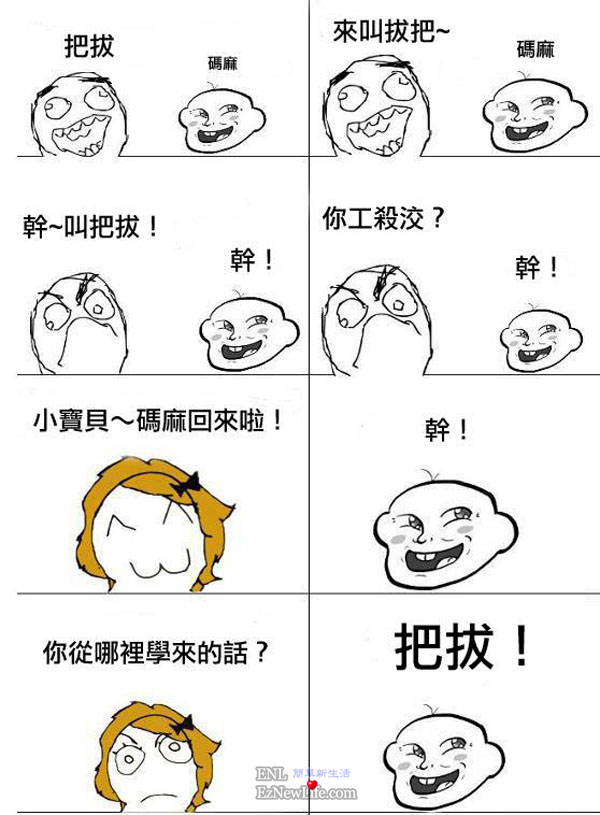 把拔
碼麻
來叫拔把~
碼麻
幹~叫把拔！
幹！
你工殺洨？
幹！
小寶貝～碼麻回來啦！
幹！
你從哪裡學來的話？
把拔！
ENL 簡單新生活
EzNewLife.com